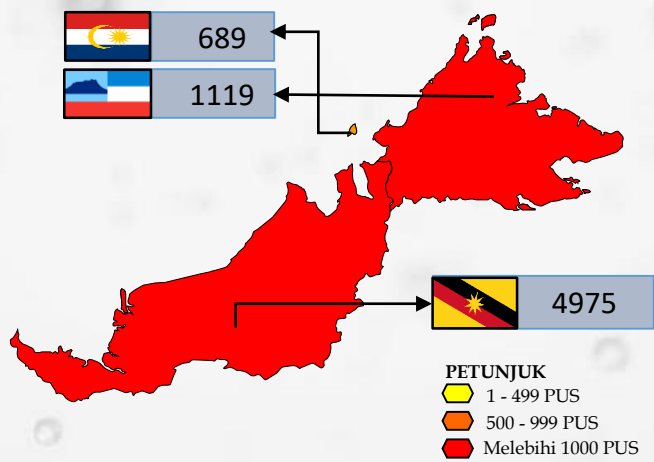 689
1119
4975
PETUNJUK
1 - 499 PUS
500 - 999 PUS
Melebihi 1000 PUS